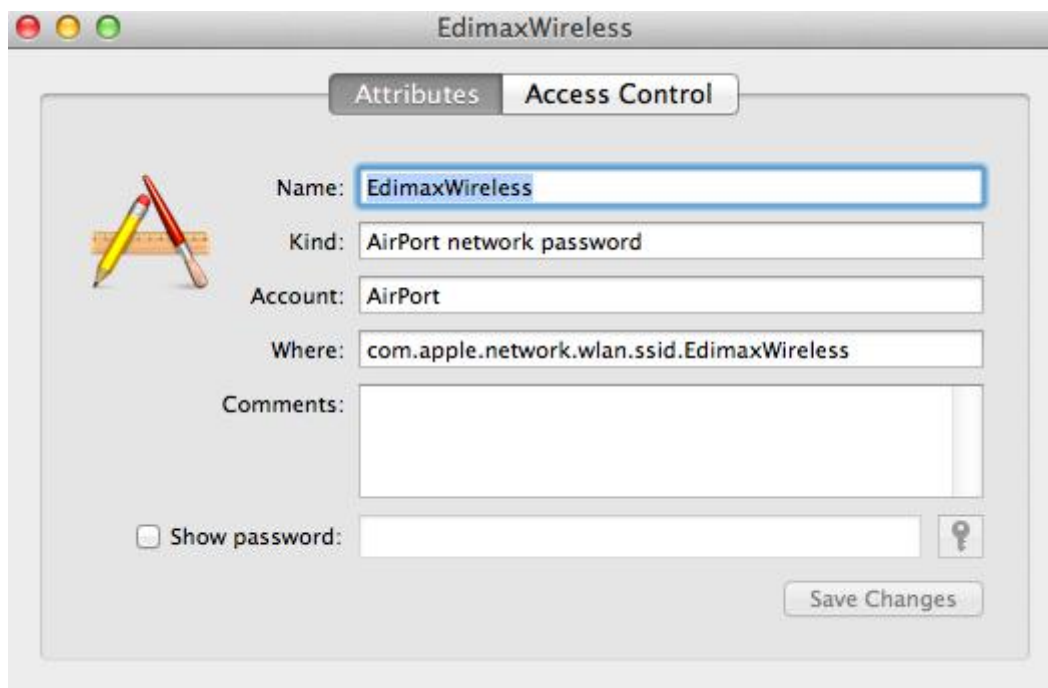 EdimaxWireless
Attributes Access Control
Name: EdimaxWireless
Kind: AirPort network password
Account: AirPort
Where: com.apple.network.wlan.ssid.EdimaxWireless
Comments:
Show password:
Save Changes